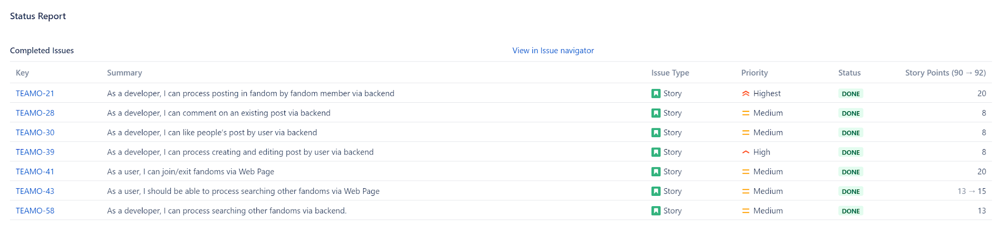 Status Report
Completed Issues View in Issue navigator
Key Summary Issue Type Priority Status Story Points (90 → 92)
TEAMO-21 As a developer, I can process posting in fandom by fandom member via backend Story Highest DONE 20
TEAMO-28 As a developer, I can comment on an existing post via backend Story Medium DONE 8
TEAMO-30 As a developer, I can like people’s post by user via backend Story Medium DONE 8
TEAMO-39 As a developer, I can process creating and editing post by user via backend Story High DONE 8
TEAMO-41 As a user, I can join/exit fandoms via Web Page Story Medium DONE 20
TEAMO-43 As a user, I should be able to process searching other fandoms via Web Page Story Medium DONE 13 → 15
TEAMO-58 As a developer, I can process searching other fandoms via backend. Story Medium DONE 13